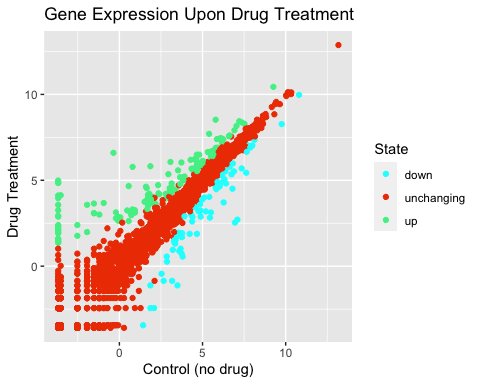 Gene Expression Upon Drug Treatment
10
5
0
Drug Treatment
0
5
10
Control (no drug)
State
down
unchanging
up